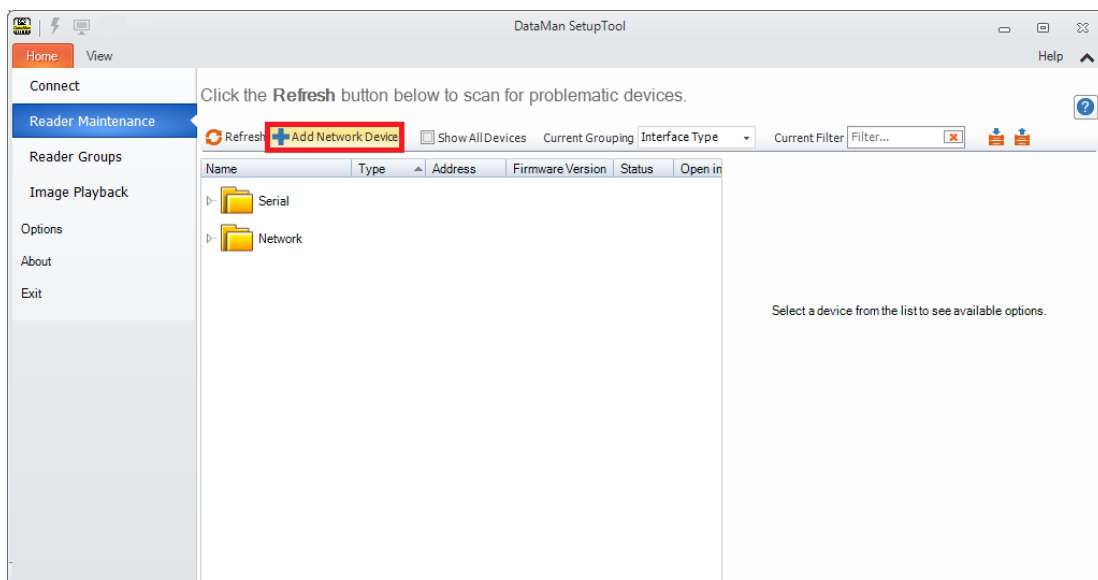 DataMan SetupTool
Home View Help
Connect
Reader Maintenance
Reader Groups
Image Playback
Options
About
Exit
Click the Refresh button below to scan for problematic devices.
Refresh Add Network Device Show All Devices Current Grouping Interface Type Current Filter Filter...
Name Type Address Firmware Version Status Open in
Serial
Network
Select a device from the list to see available options.